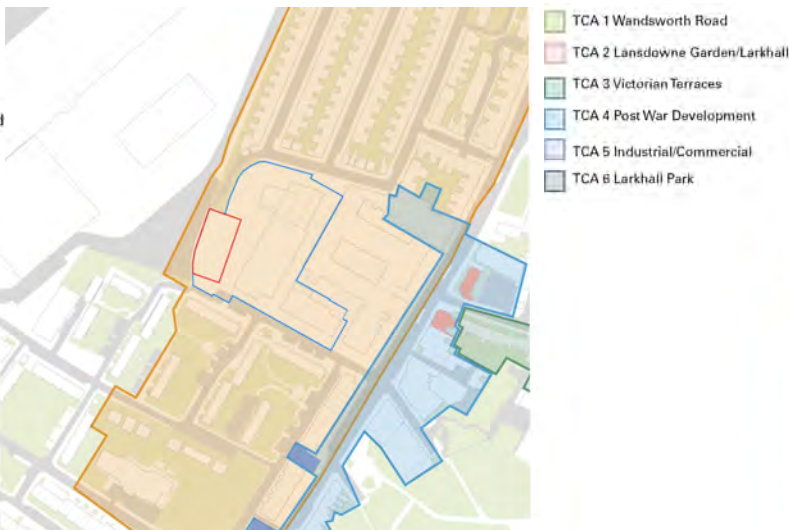 d
TCA 1 Wandsworth Road
TCA 2 Lansdowne Garden/Larkhall
TCA 3 Victorian Terraces
TCA 4 Post War Development
TCA 5 Industrial/Commercial
TCA 6 Larkhall Park